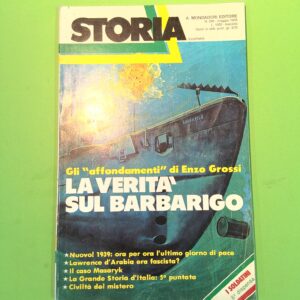 STORIA
A. MONDADORI EDITORE
Gli "affondamenti" di Enzo Grossi
LA VERITA'
SUL BARBARIGO
★Nuovo! 1939: ora per ora l'ultimo giorno di pace
★Lawrence d'Arabia era fascista?
★Il caso Masaryk
★La Grande Storia d'Italia: 5ª puntata
★Civiltà del mistero
I SOLDATINI